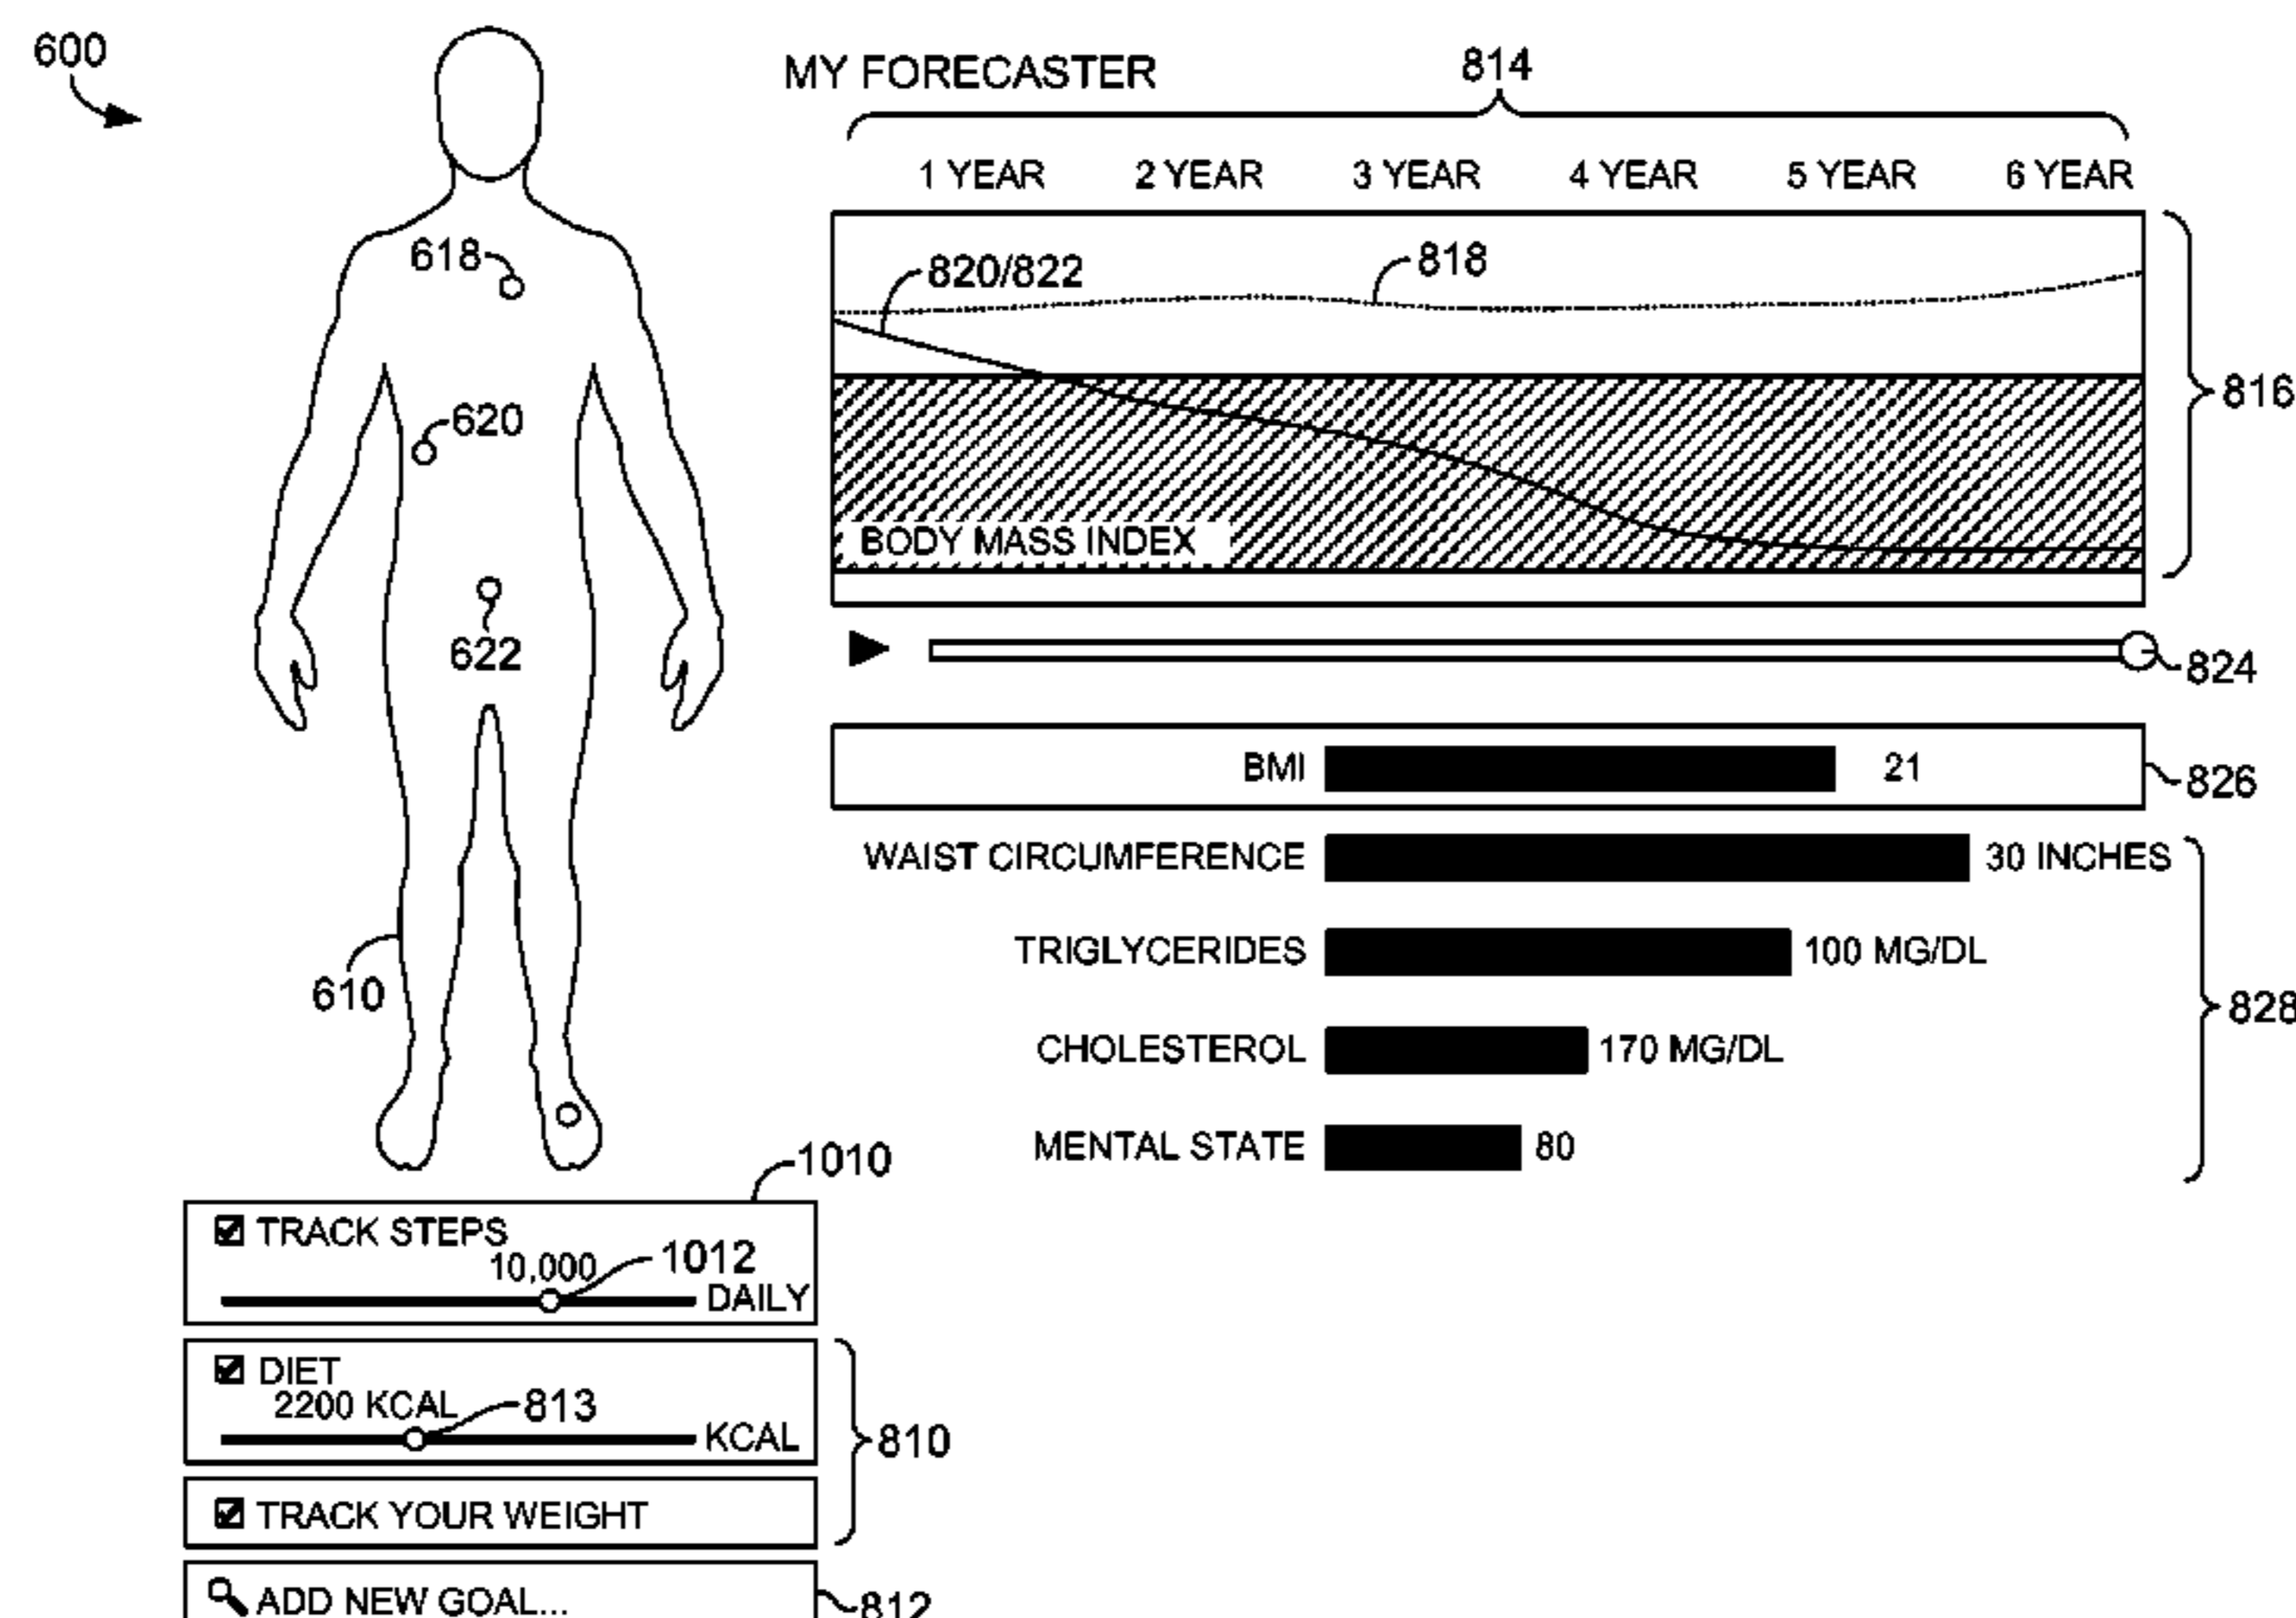 600
MY FORECASTER
814
1 YEAR 2 YEAR 3 YEAR 4 YEAR 5 YEAR 6 YEAR
618
820/822
818
816
620
BODY MASS INDEX
622
824
BMI 21
826
WAIST CIRCUMFERENCE 30 INCHES
TRIGLYCERIDES 100 MG/DL
610
828
CHOLESTEROL 170 MG/DL
MENTAL STATE 80
1010
TRACK STEPS
10,000
1012
DAILY
DIET
2200 KCAL
813
KCAL
810
TRACK YOUR WEIGHT
ADD NEW GOAL...
812